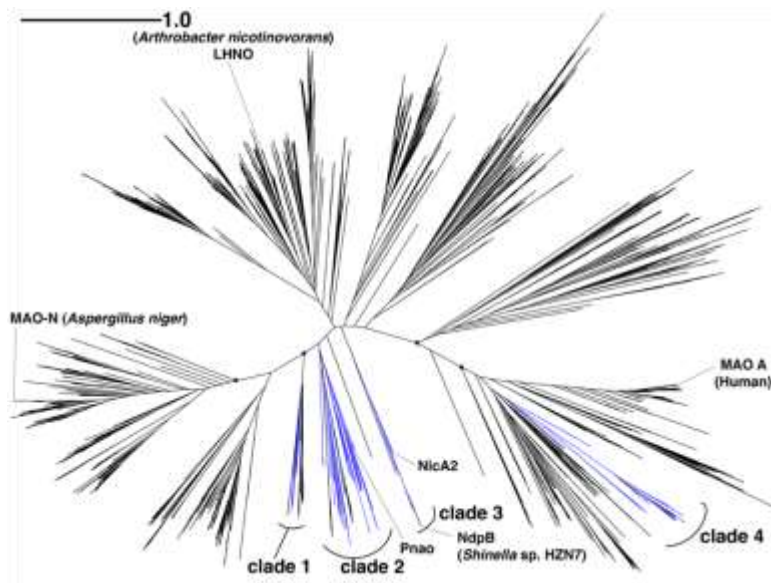 1.0
(Arthrobacter nicotinovorans)
LHNO
MAO-N (Aspergillus niger)
MAO A
(Human)
NicA2
clade 3
clade 4
NdpB
(Shinella sp. HZN7)
Pnao
clade 2
clade 1